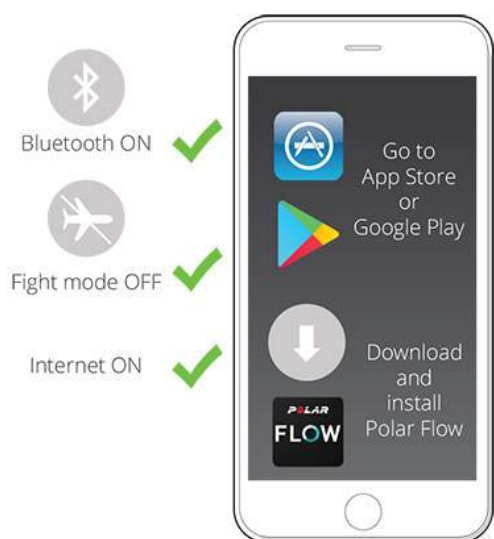 Bluetooth ON
Fight mode OFF
Internet ON
Go to
App Store
or
Google Play
Download
and
install
Polar Flow
POLAR
FLOW